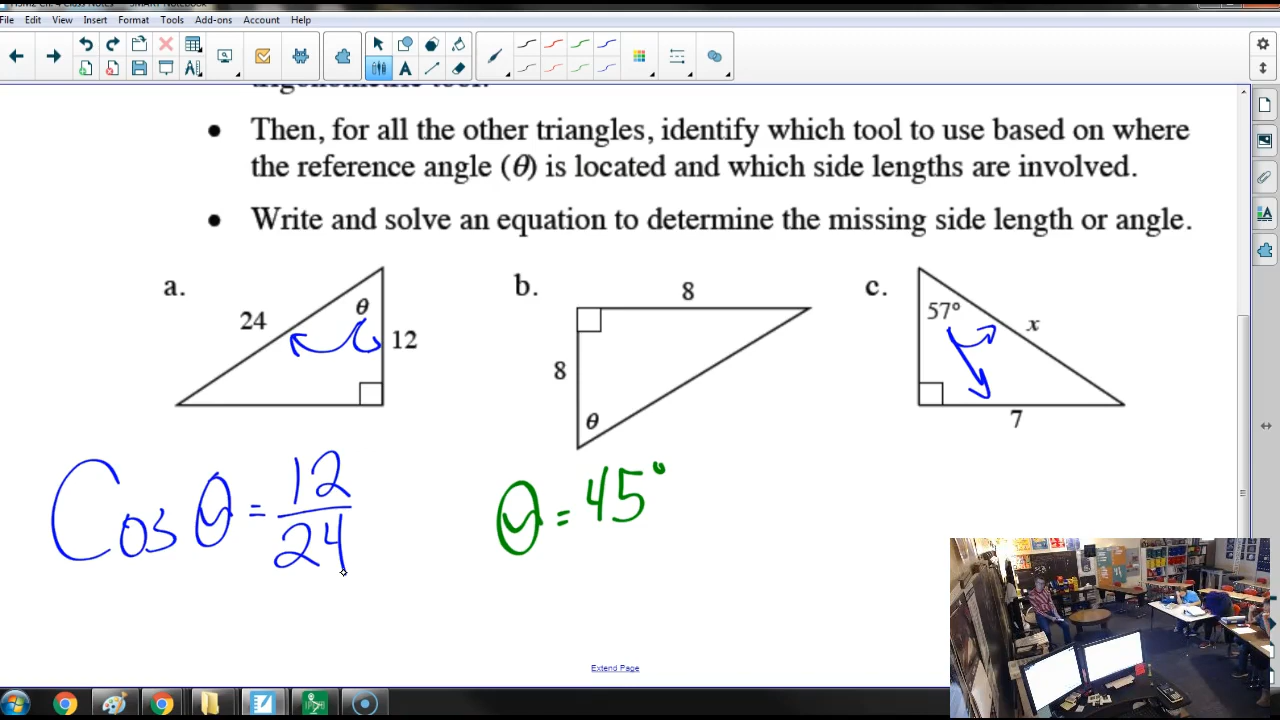 File Edit View Insert Format Tools Add-ons Account Help
trigonometric tool.
• Then, for all the other triangles, identify which tool to use based on where
the reference angle (θ) is located and which side lengths are involved.
• Write and solve an equation to determine the missing side length or angle.
a.
24
θ
12
b.
8
8
θ
c.
57°
x
7
Cos θ = 12/24
θ = 45°
Extend Page